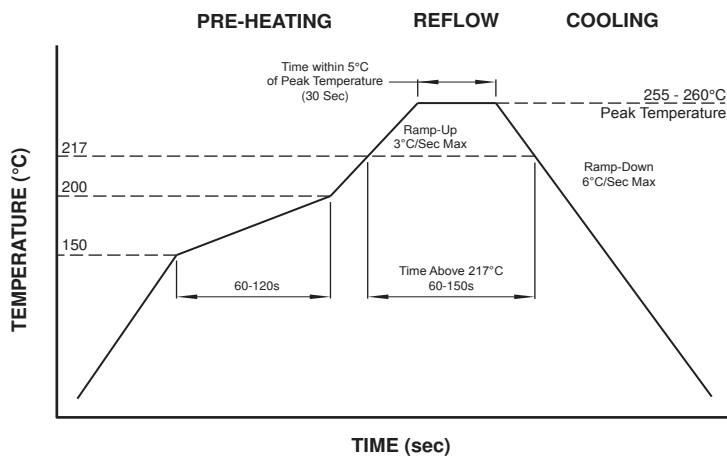 PRE-HEATING
REFLOW
COOLING
Time within 5°C
of Peak Temperature
(30 Sec)
255 - 260°C
Peak Temperature
Ramp-Up
3°C/Sec Max
217
Ramp-Down
6°C/Sec Max
200
150
60-120s
Time Above 217°C
60-150s
TEMPERATURE (°C)
TIME (sec)